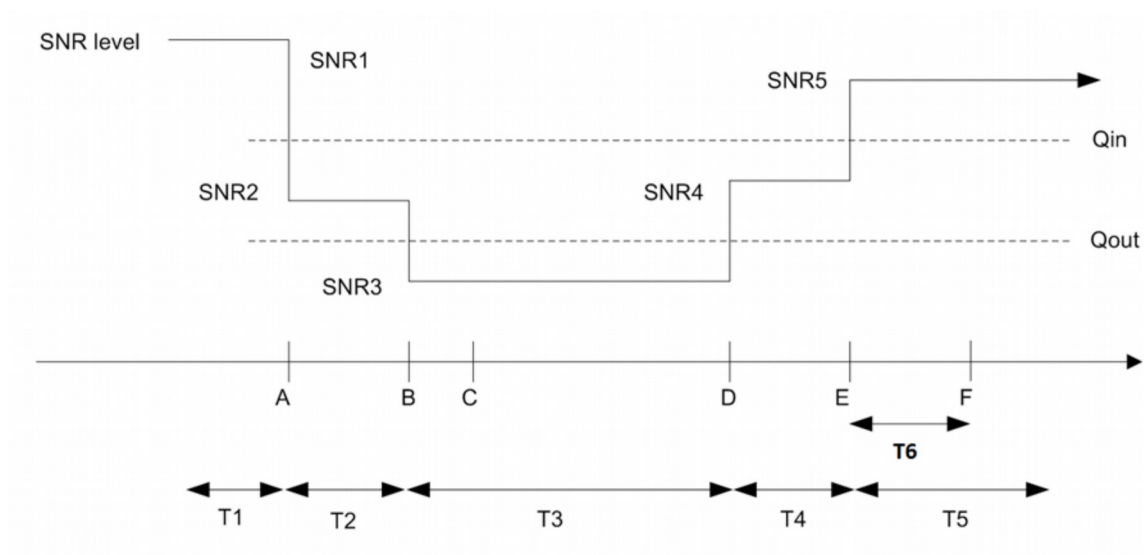 SNR level
SNR1
SNR5
Qin
SNR2
SNR4
Qout
SNR3
A B C D E F
T6
T1 T2 T3 T4 T5